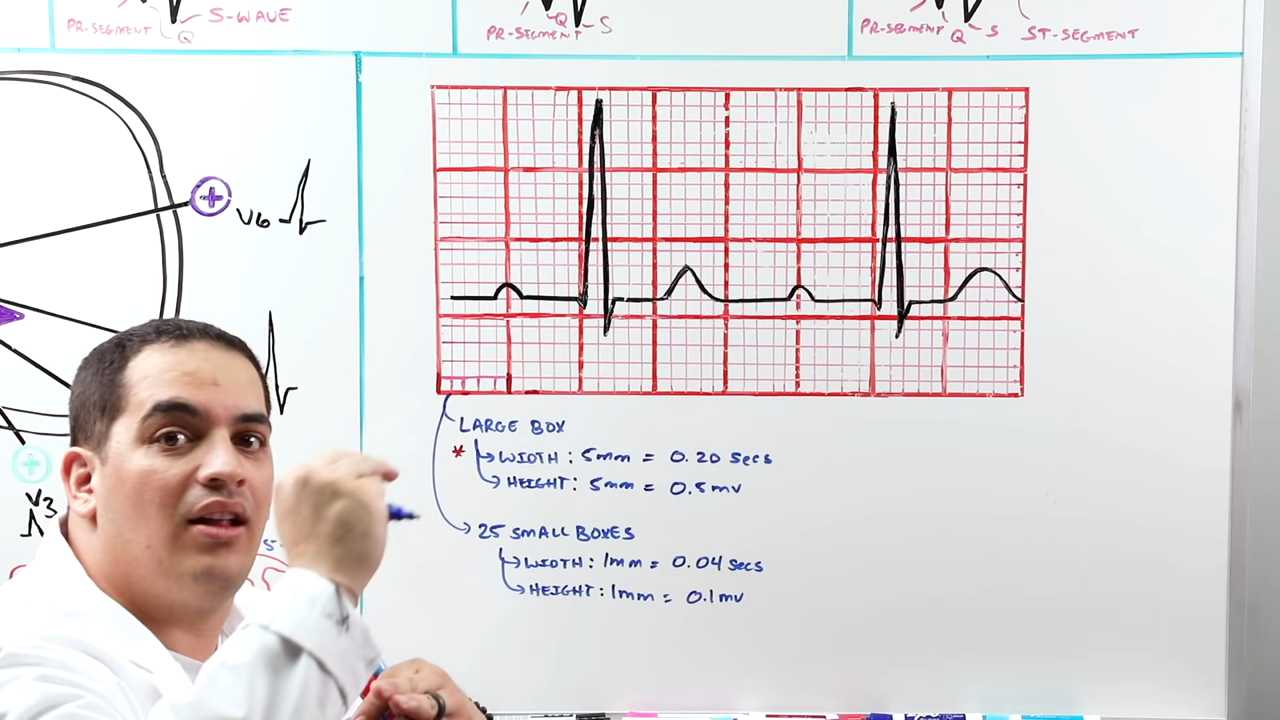 S-WAVE
PR-SEGMENT
Q
Q
S
PR-SEGMENT
PR-SEGMENT Q S ST-SEGMENT
V6
V3
LARGE BOX
* WIDTH: 5mm = 0.20 secs
HEIGHT: 5mm = 0.5mv
25 SMALL BOXES
WIDTH: 1mm = 0.04 secs
HEIGHT: 1mm = 0.1mv